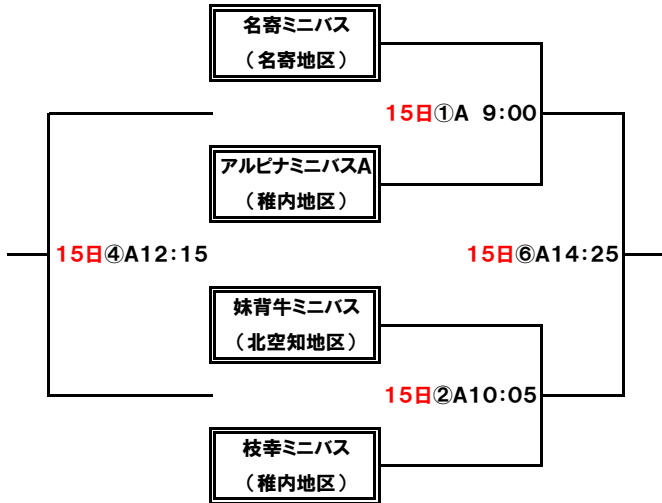 名寄ミニバス
（名寄地区）
15日①A 9:00
アルピナミニバスA
（稚内地区）
15日④A12:15
15日⑥A14:25
妹背牛ミニバス
（北空知地区）
15日②A10:05
枝幸ミニバス
（稚内地区）